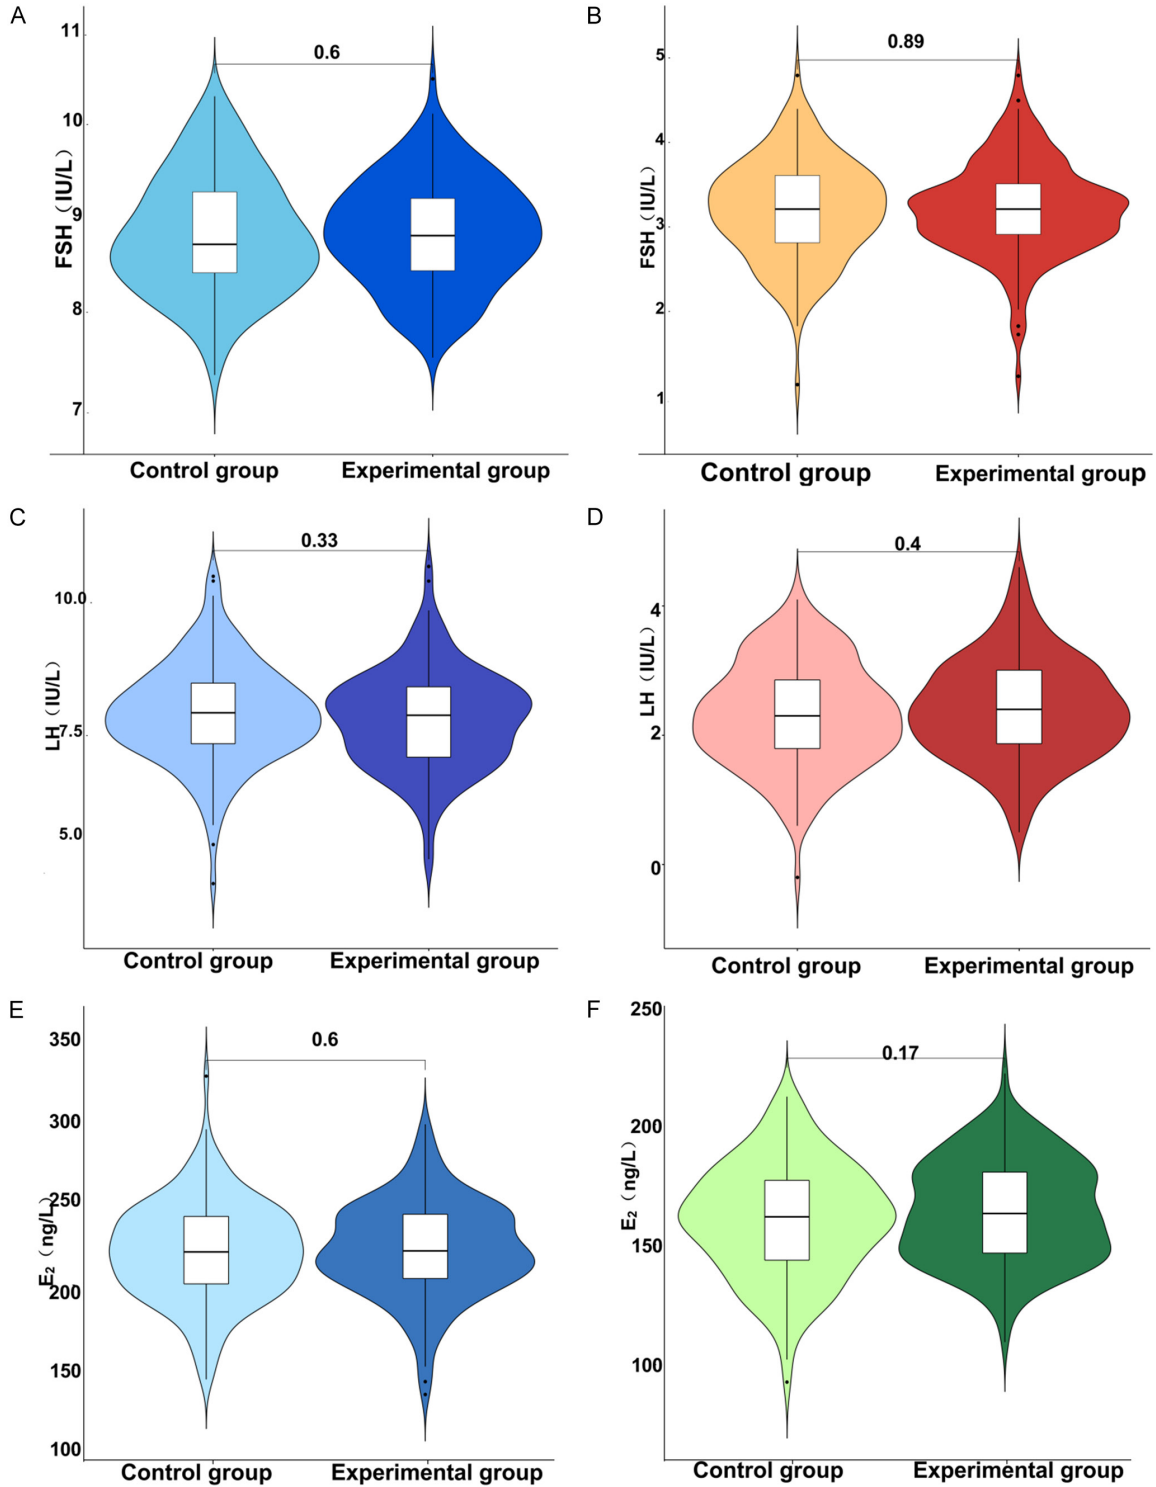 A
11
10
9
8
7
FSH（IU/L）
0.6
Control group
Experimental group
B
5
4
3
2
1
FSH（IU/L）
0.89
Control group
Experimental group
C
10.0
7.5
5.0
LH（IU/L）
0.33
Control group
Experimental group
D
4
2
0
LH（IU/L）
0.4
Control group
Experimental group
E
350
300
250
200
150
100
E₂（ng/L）
0.6
Control group
Experimental group
F
250
200
150
100
E₂（ng/L）
0.17
Control group
Experimental group